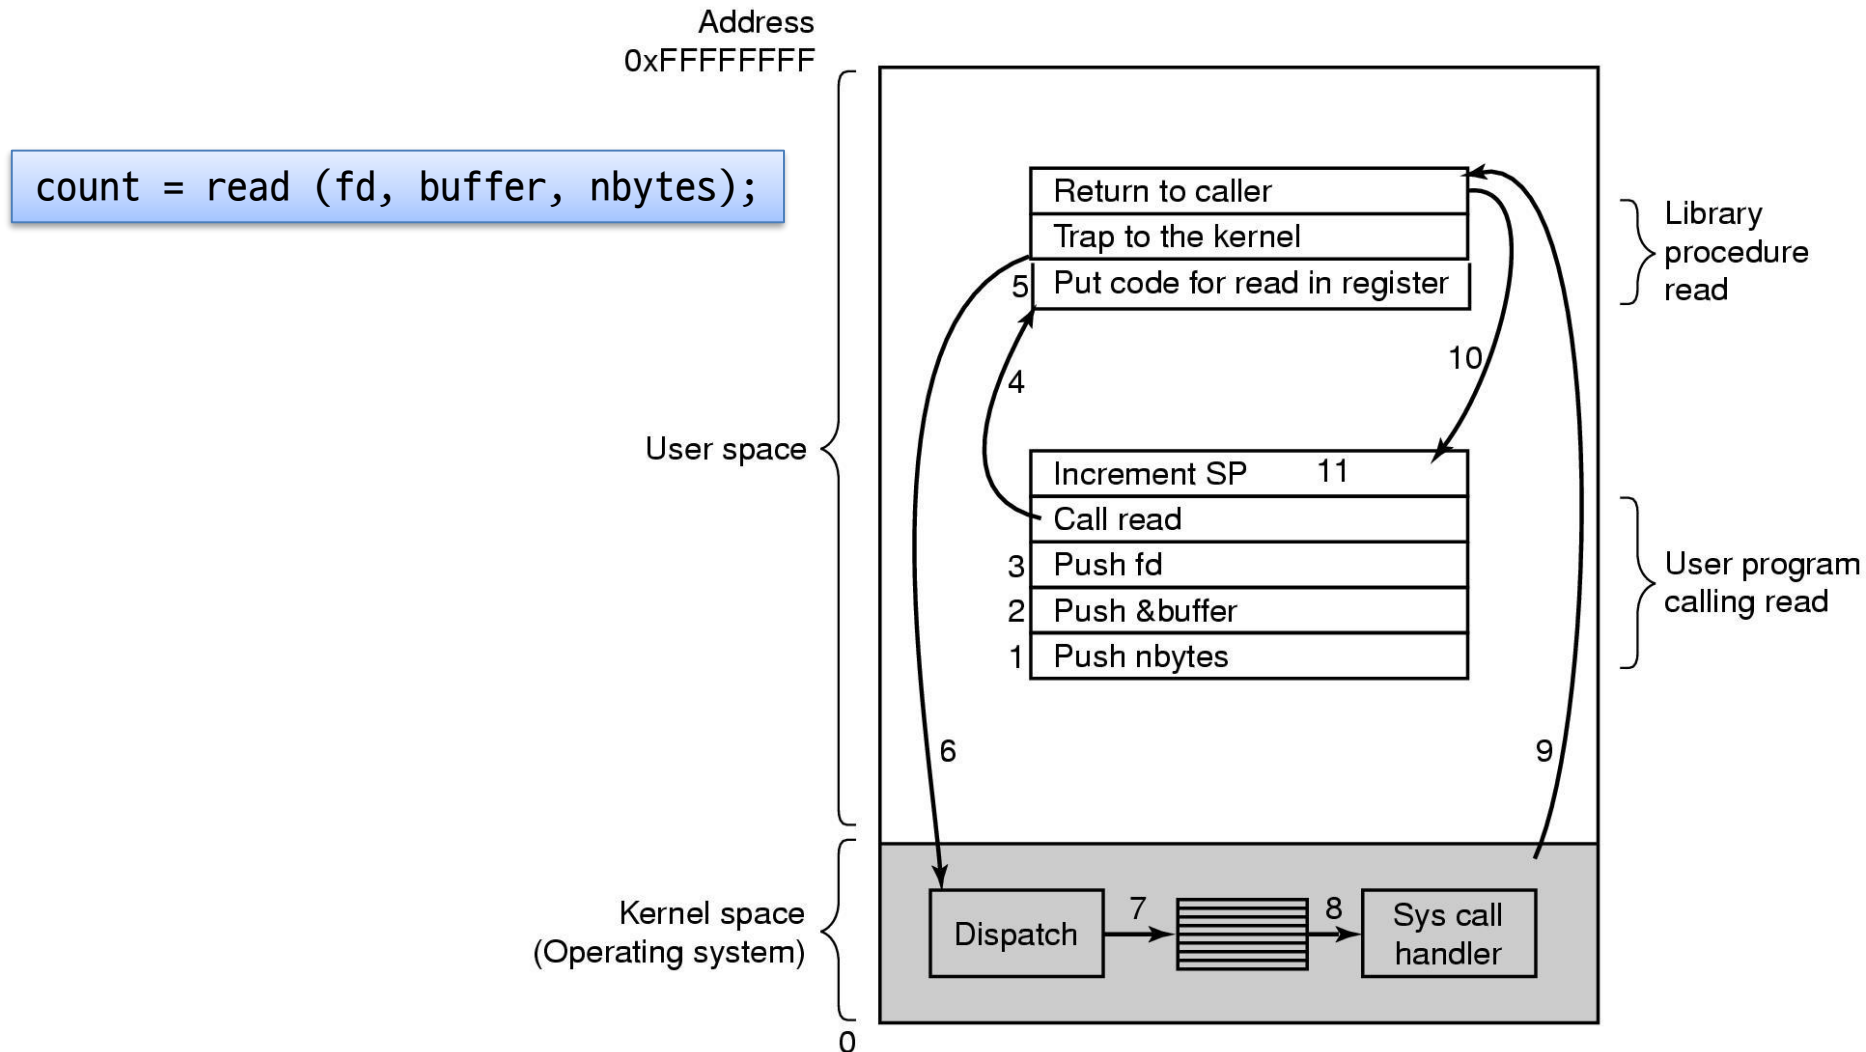 Address
0xFFFFFFFF
count = read (fd, buffer, nbytes);
Return to caller
Trap to the kernel
5 Put code for read in register
Library
procedure
read
10
4
User space
Increment SP 11
Call read
3 Push fd
2 Push &buffer
1 Push nbytes
User program
calling read
6
9
Kernel space
(Operating system)
Dispatch
7
8
Sys call
handler
0